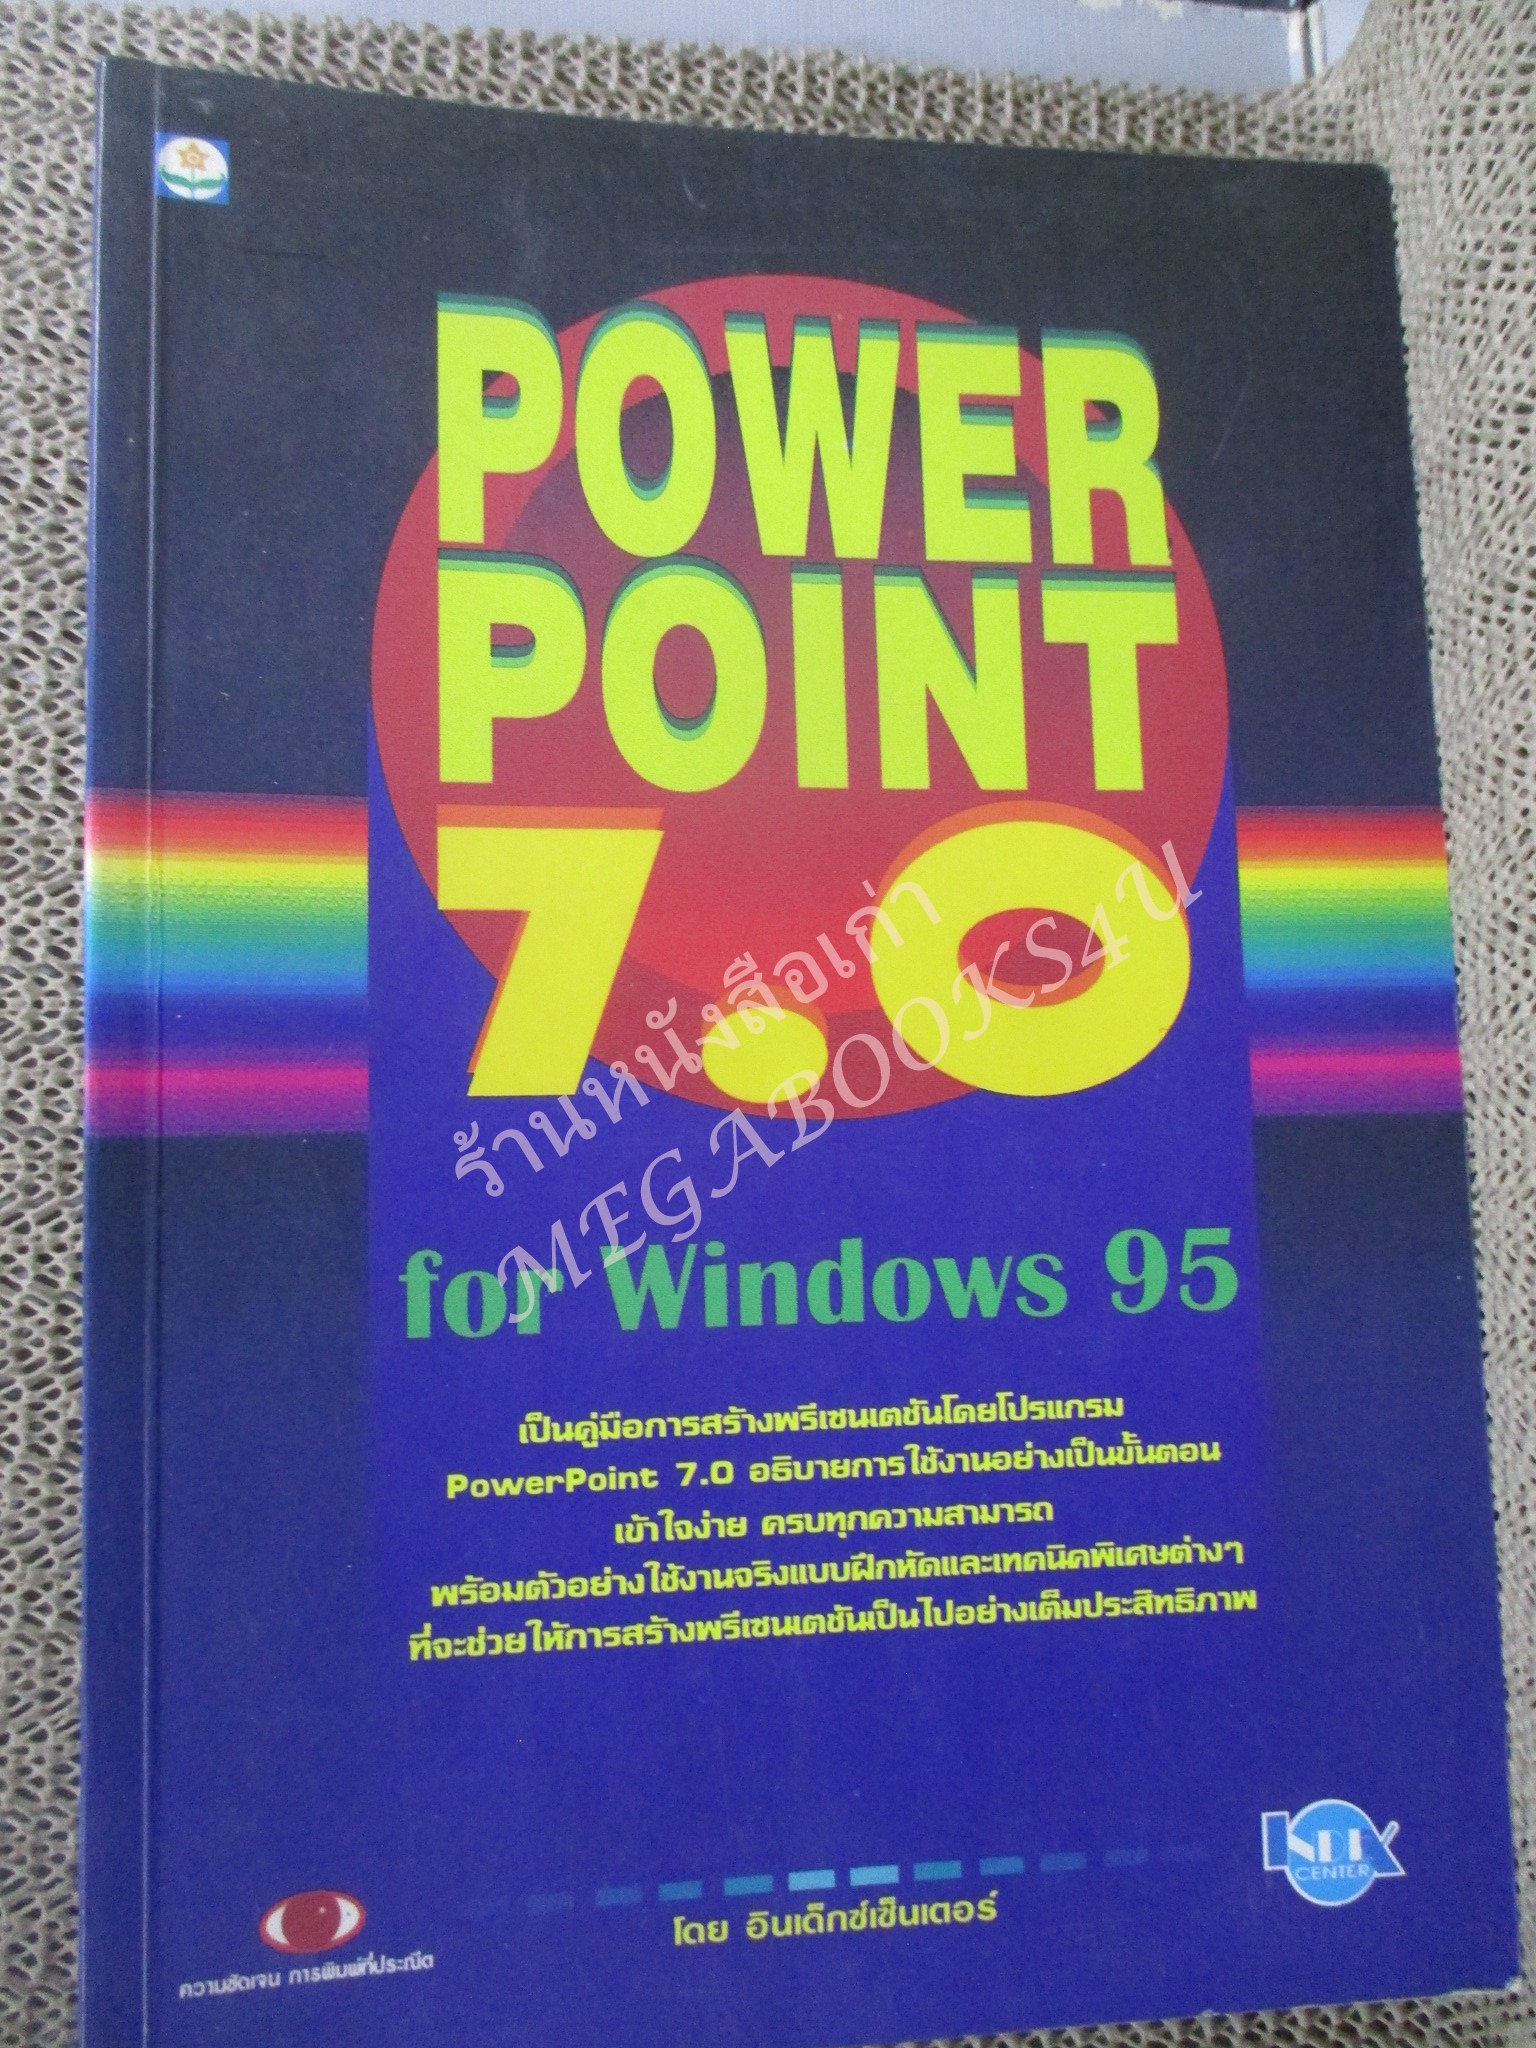 POWER
POINT
7.0
ร้านหนังสือเก่า
MEGABOOKS4U
for Windows 95
เป็นคู่มือการสร้างพรีเซนเตชันโดยโปรแกรม
PowerPoint 7.0 อธิบายการใช้งานอย่างเป็นขั้นตอน
เข้าใจง่าย ครบทุกความสามารถ
พร้อมตัวอย่างใช้งานจริงแบบฝึกหัดและเทคนิคพิเศษต่างๆ
ที่จะช่วยให้การสร้างพรีเซนเตชันเป็นไปอย่างเต็มประสิทธิภาพ
INDEX
CENTER
โดย อินเด็กซ์เซ็นเตอร์
ความชัดเจน การพิมพ์ที่ประณีต